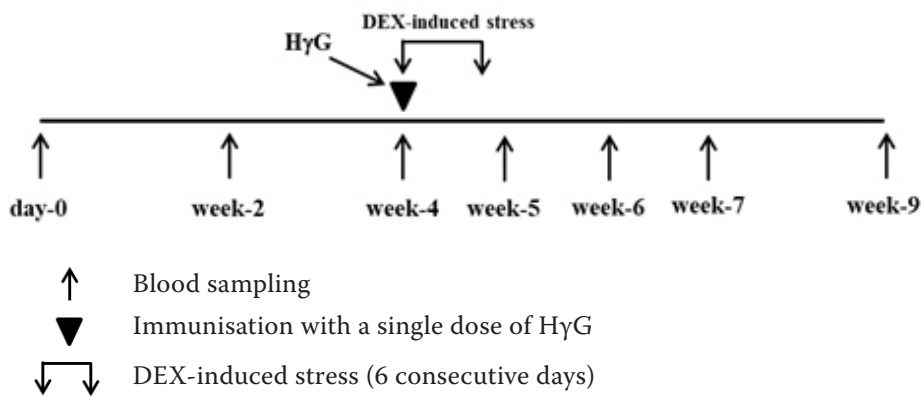 DEX-induced stress
HγG
day-0 week-2 week-4 week-5 week-6 week-7 week-9
Blood sampling
Immunisation with a single dose of HγG
DEX-induced stress (6 consecutive days)